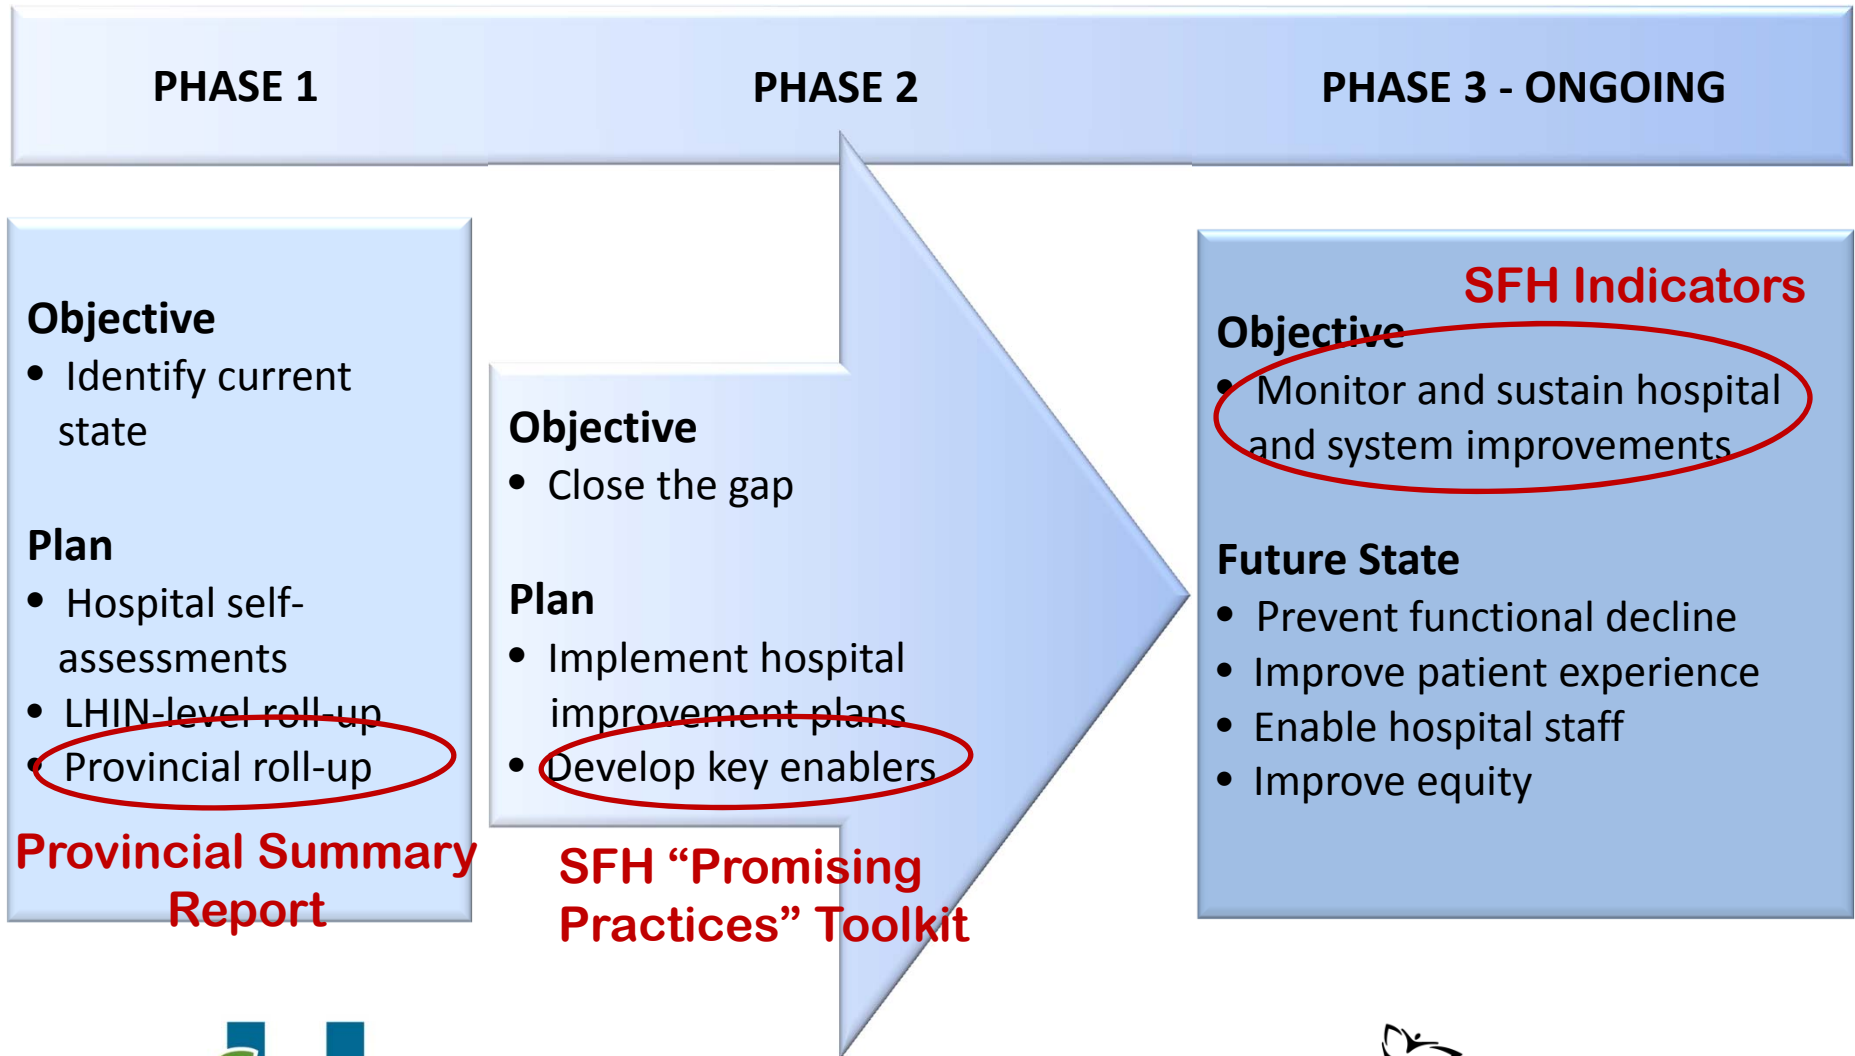 PHASE 1
PHASE 2
PHASE 3 - ONGOING
Objective
• Identify current
state
Plan
• Hospital self-
assessments
• LHIN-level roll-up
• Provincial roll-up
Provincial Summary
Report
Objective
• Close the gap
Plan
• Implement hospital
improvement plans
• Develop key enablers
SFH “Promising
Practices” Toolkit
SFH Indicators
Objective
• Monitor and sustain hospital
and system improvements
Future State
• Prevent functional decline
• Improve patient experience
• Enable hospital staff
• Improve equity